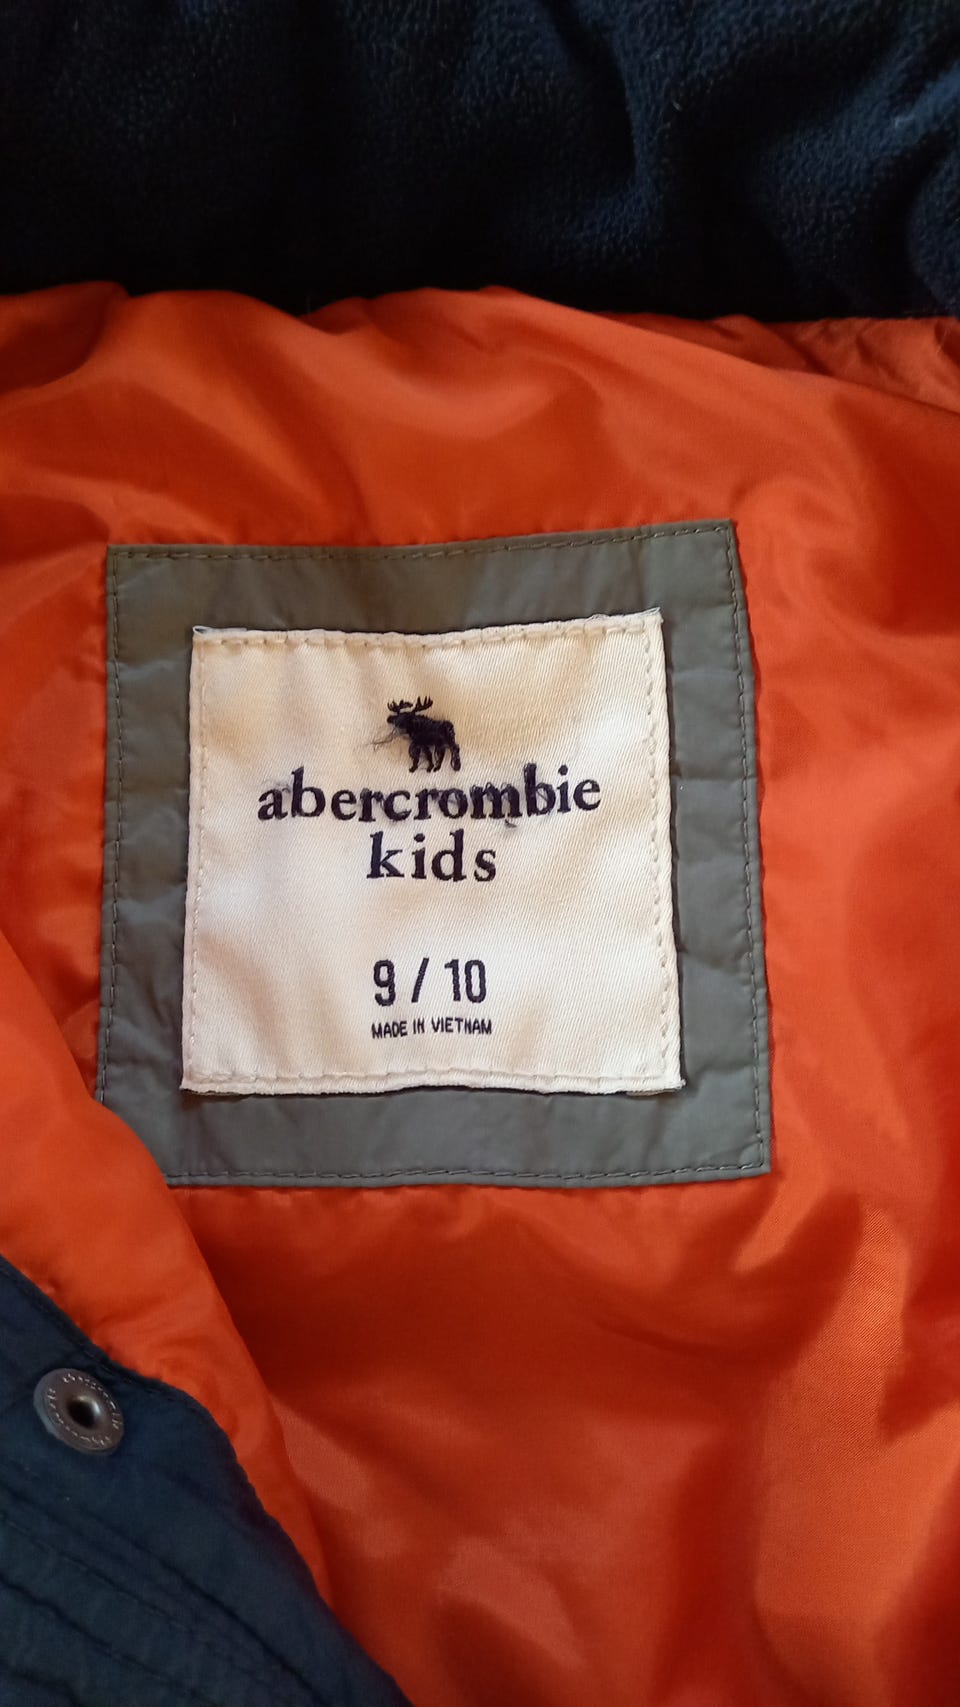 abercrombie
kids
9 / 10
MADE IN VIETNAM